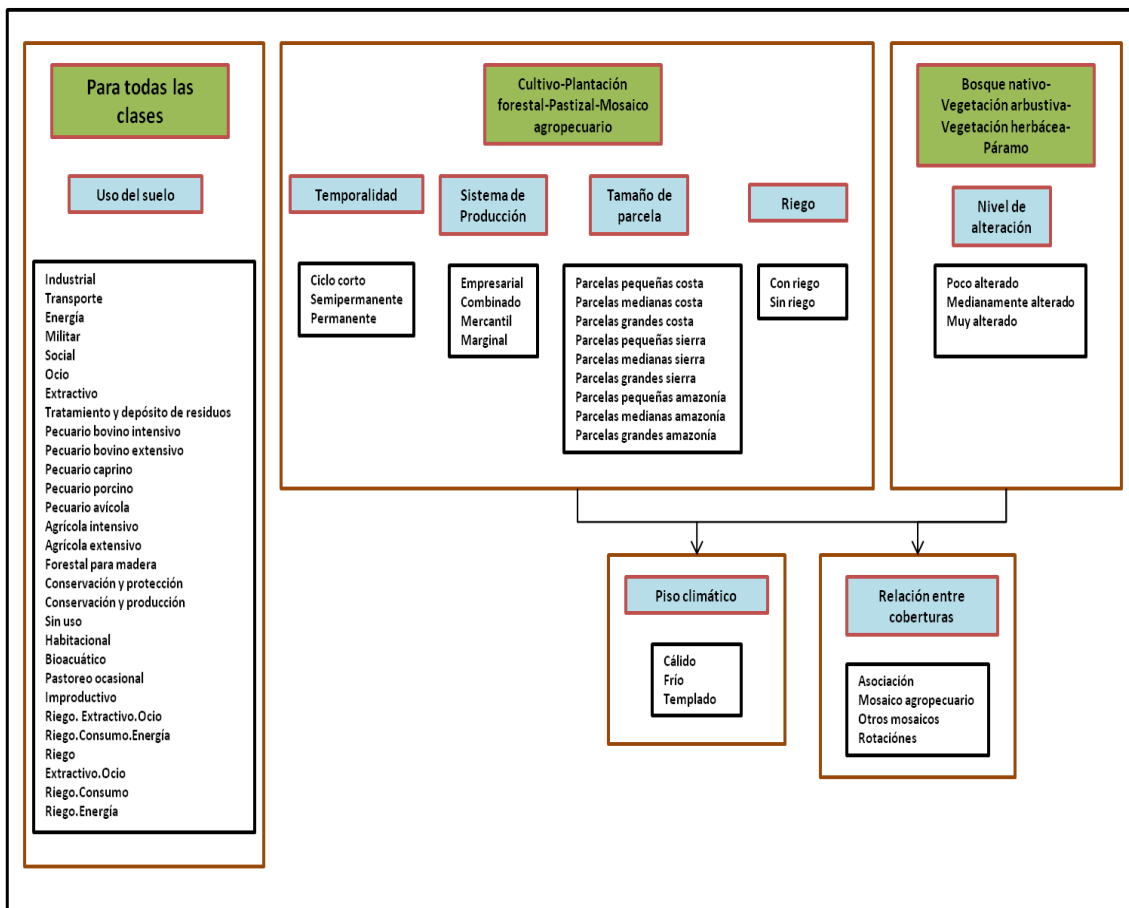 Para todas las
clases
Uso del suelo
Industrial
Transporte
Energía
Militar
Social
Ocio
Extractivo
Tratamiento y depósito de residuos
Pecuario bovino intensivo
Pecuario bovino extensivo
Pecuario caprino
Pecuario porcino
Pecuario avícola
Agrícola intensivo
Agrícola extensivo
Forestal para madera
Conservación y protección
Conservación y producción
Sin uso
Habitacional
Bioacuático
Pastoreo ocasional
Improductivo
Riego. Extractivo.Ocio
Riego.Consumo.Energía
Riego
Extractivo.Ocio
Riego.Consumo
Riego.Energía
Cultivo-Plantación
forestal-Pastizal-Mosaico
agropecuario
Temporalidad
Ciclo corto
Semipermanente
Permanente
Sistema de
Producción
Empresarial
Combinado
Mercantil
Marginal
Tamaño de
parcela
Parcelas pequeñas costa
Parcelas medianas costa
Parcelas grandes costa
Parcelas pequeñas sierra
Parcelas medianas sierra
Parcelas grandes sierra
Parcelas pequeñas amazonía
Parcelas medianas amazonía
Parcelas grandes amazonía
Riego
Con riego
Sin riego
Bosque nativo-
Vegetación arbustiva-
Vegetación herbácea-
Páramo
Nivel de
alteración
Poco alterado
Medianamente alterado
Muy alterado
Piso climático
Cálido
Frío
Templado
Relación entre
coberturas
Asociación
Mosaico agropecuario
Otros mosaicos
Rotaciónes